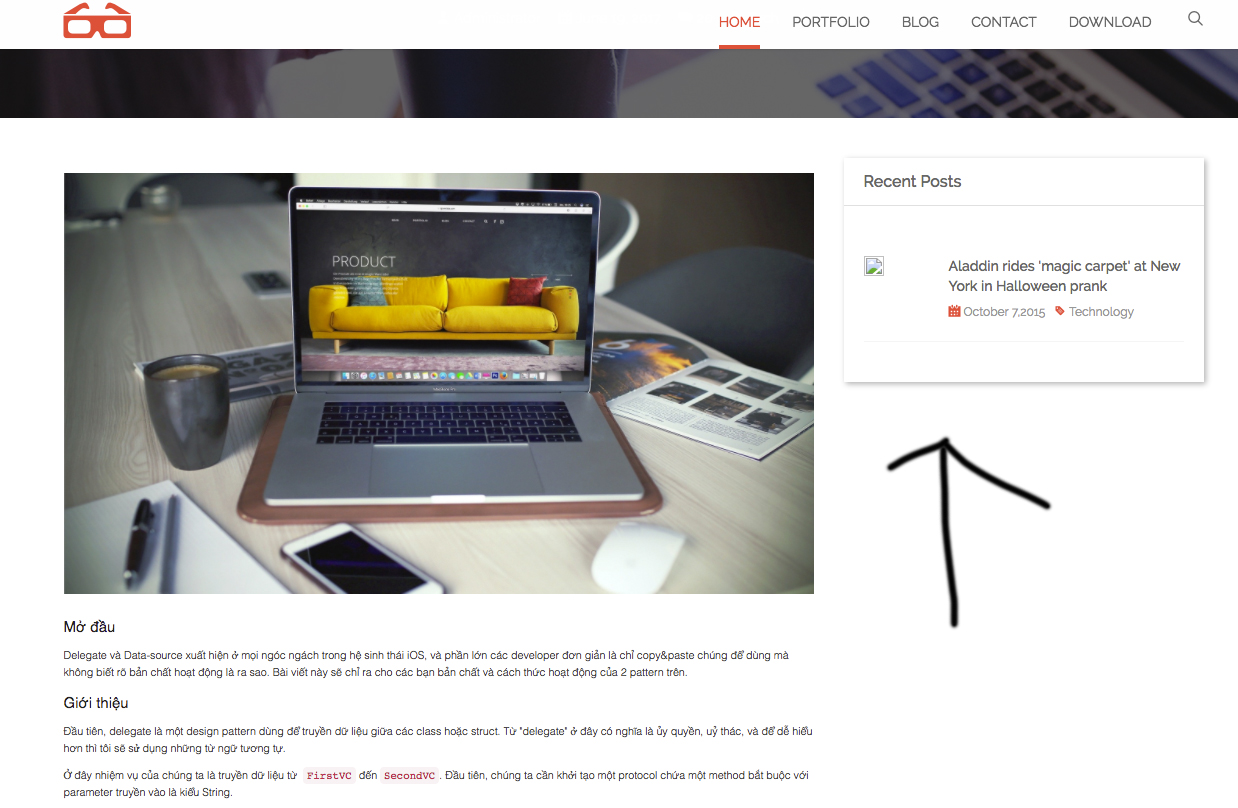 HOME PORTFOLIO BLOG CONTACT DOWNLOAD
PRODUCT
Recent Posts
Aladdin rides 'magic carpet' at New
York in Halloween prank
October 7,2015 Technology
Mở đầu
Delegate và Data-source xuất hiện ở mọi ngóc ngách trong hệ sinh thái iOS, và phần lớn các developer đơn giản là chỉ copy&paste chúng để dùng mà
không biết rõ bản chất hoạt động là ra sao. Bài viết này sẽ chỉ ra cho các bạn bản chất và cách thức hoạt động của 2 pattern trên.
Giới thiệu
Đầu tiên, delegate là một design pattern dùng để truyền dữ liệu giữa các class hoặc struct. Từ "delegate" ở đây có nghĩa là ủy quyền, uỷ thác, và để dễ hiểu
hơn thì tôi sẽ sử dụng những từ ngữ tương tự.
Ở đây nhiệm vụ của chúng ta là truyền dữ liệu từ FirstVC đến SecondVC. Đầu tiên, chúng ta cần khởi tạo một protocol chứa một method bắt buộc với
parameter truyền vào là kiểu String.